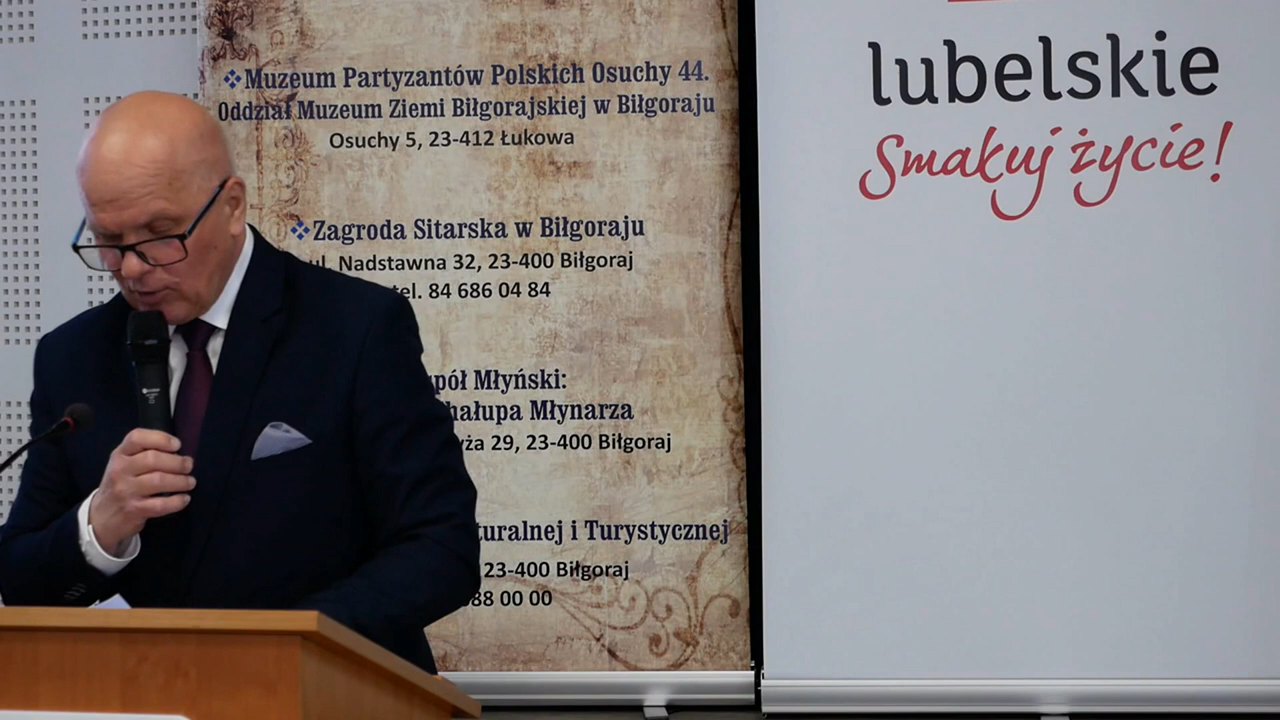 ❖Muzeum Partyzantów Polskich Osuchy 44.
Oddział Muzeum Ziemi Biłgorajskiej w Biłgoraju
Osuchy 5, 23-412 Łukowa
❖Zagroda Sitarska w Biłgoraju
ul. Nadstawna 32, 23-400 Biłgoraj
tel. 84 686 04 84
Młyński:
Młynarza
29, 23-400 Biłgoraj
i Turystycznej
23-400 Biłgoraj
00 00
lubelskie
Smakuj życie!